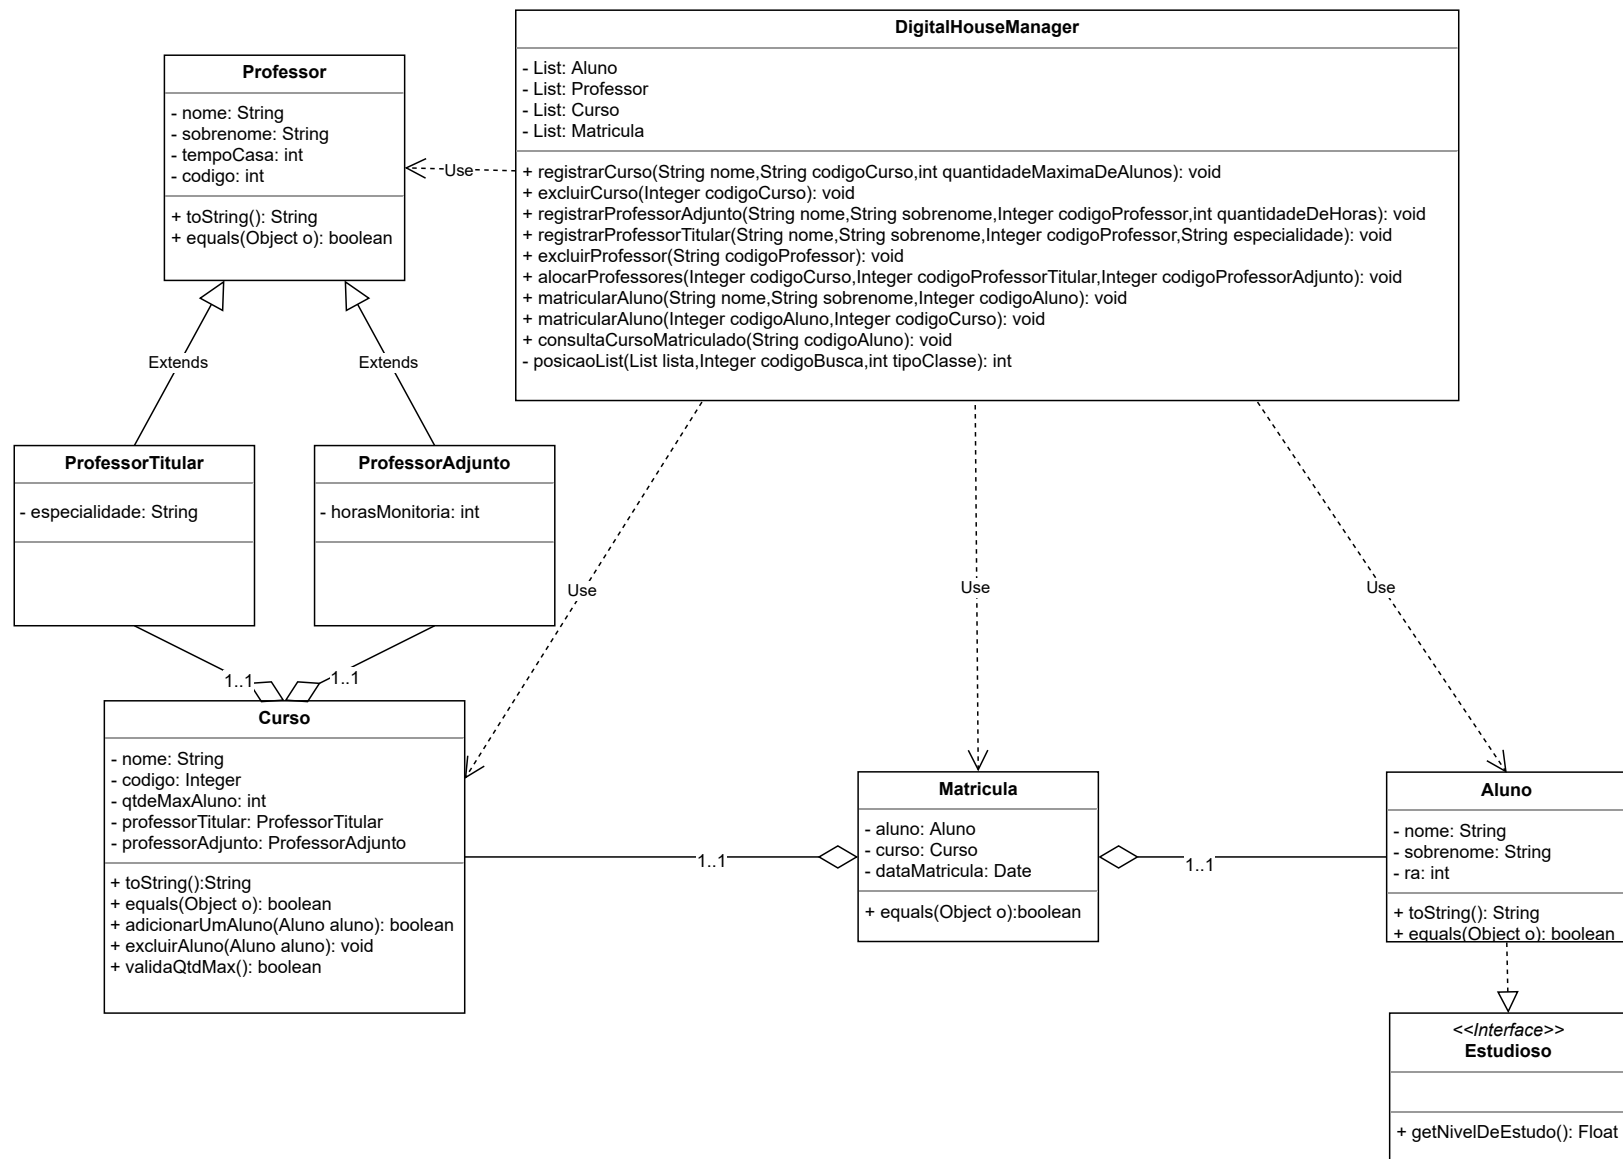 DigitalHouseManager
- List: Aluno
- List: Professor
- List: Curso
- List: Matricula
+ registrarCurso(String nome,String codigoCurso,int quantidadeMaximaDeAlunos): void
+ excluirCurso(Integer codigoCurso): void
+ registrarProfessorAdjunto(String nome,String sobrenome,Integer codigoProfessor,int quantidadeDeHoras): void
+ registrarProfessorTitular(String nome,String sobrenome,Integer codigoProfessor,String especialidade): void
+ excluirProfessor(String codigoProfessor): void
+ alocarProfessores(Integer codigoCurso,Integer codigoProfessorTitular,Integer codigoProfessorAdjunto): void
+ matricularAluno(String nome,String sobrenome,Integer codigoAluno): void
+ matricularAluno(Integer codigoAluno,Integer codigoCurso): void
+ consultaCursoMatriculado(String codigoAluno): void
- posicaoList(List lista,Integer codigoBusca,int tipoClasse): int
Professor
- nome: String
- sobrenome: String
- tempoCasa: int
- codigo: int
+ toString(): String
+ equals(Object o): boolean
Use
Extends
Extends
ProfessorTitular
- especialidade: String
ProfessorAdjunto
- horasMonitoria: int
Use
Use
Use
1..1
1..1
Curso
- nome: String
- codigo: Integer
- qtdeMaxAluno: int
- professorTitular: ProfessorTitular
- professorAdjunto: ProfessorAdjunto
+ toString():String
+ equals(Object o): boolean
+ adicionarUmAluno(Aluno aluno): boolean
+ excluirAluno(Aluno aluno): void
+ validaQtdMax(): boolean
1..1
Matricula
- aluno: Aluno
- curso: Curso
- dataMatricula: Date
+ equals(Object o):boolean
1..1
Aluno
- nome: String
- sobrenome: String
- ra: int
+ toString(): String
+ equals(Object o): boolean
<<Interface>>
Estudioso
+ getNivelDeEstudo(): Float